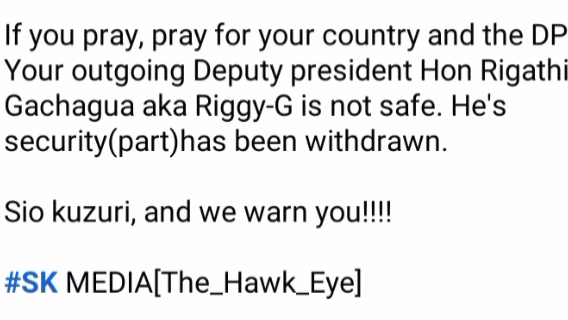 If you pray, pray for your country and the DP
Your outgoing Deputy president Hon Rigathi
Gachagua aka Riggy-G is not safe. He's
security(part)has been withdrawn.
Sio kuzuri, and we warn you!!!!
#SK MEDIA[The_Hawk_Eye]